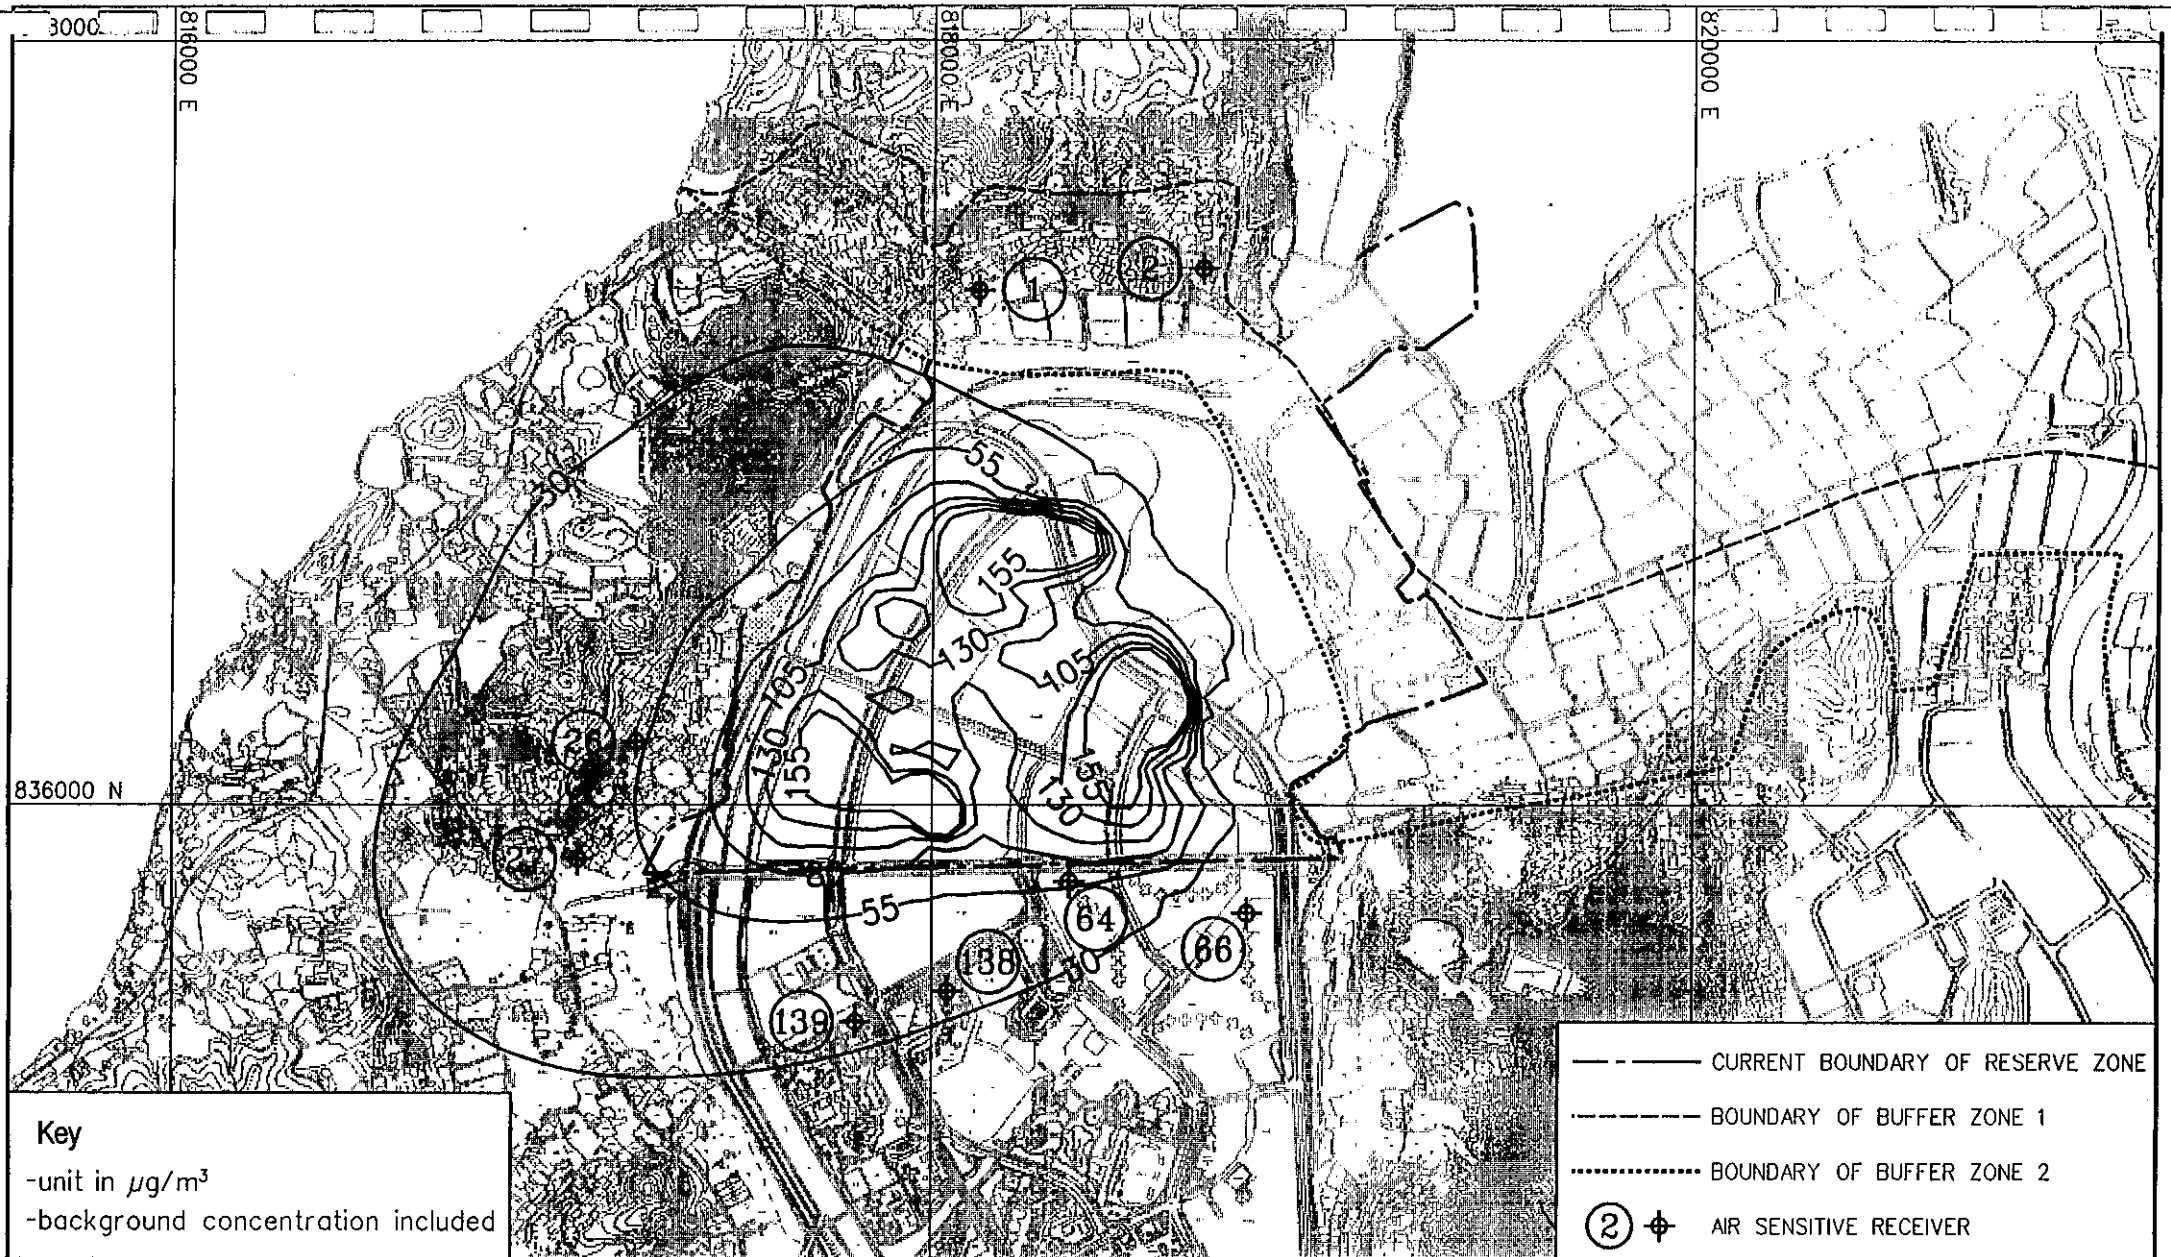 3000
816000 E
818000 E
820000 E
1
2
55
30
155
130
105
105
26
130
155
155
130
836000 N
27
55
64
138
66
30
139
CURRENT BOUNDARY OF RESERVE ZONE
BOUNDARY OF BUFFER ZONE 1
BOUNDARY OF BUFFER ZONE 2
2 AIR SENSITIVE RECEIVER
Key
-unit in μg/m³
-background concentration included